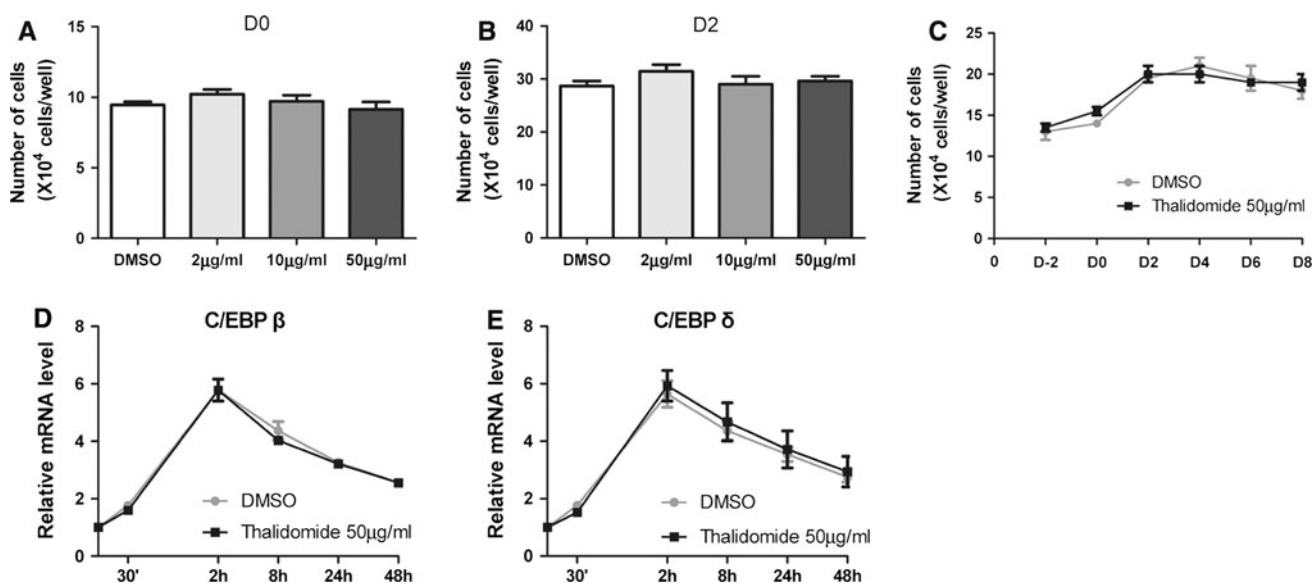 A
D0
Number of cells
(X10⁴ cells/well)
15
10
5
0
DMSO
2μg/ml
10μg/ml
50μg/ml
B
D2
Number of cells
(X10⁴ cells/well)
40
30
20
10
0
DMSO
2μg/ml
10μg/ml
50μg/ml
C
Number of cells
(X10⁴ cells/well)
25
20
15
10
5
0
DMSO
Thalidomide 50μg/ml
0
D-2
D0
D2
D4
D6
D8
D
C/EBP β
Relative mRNA level
8
6
4
2
0
DMSO
Thalidomide 50μg/ml
30'
2h
8h
24h
48h
E
C/EBP δ
Relative mRNA level
8
6
4
2
0
DMSO
Thalidomide 50μg/ml
30'
2h
8h
24h
48h